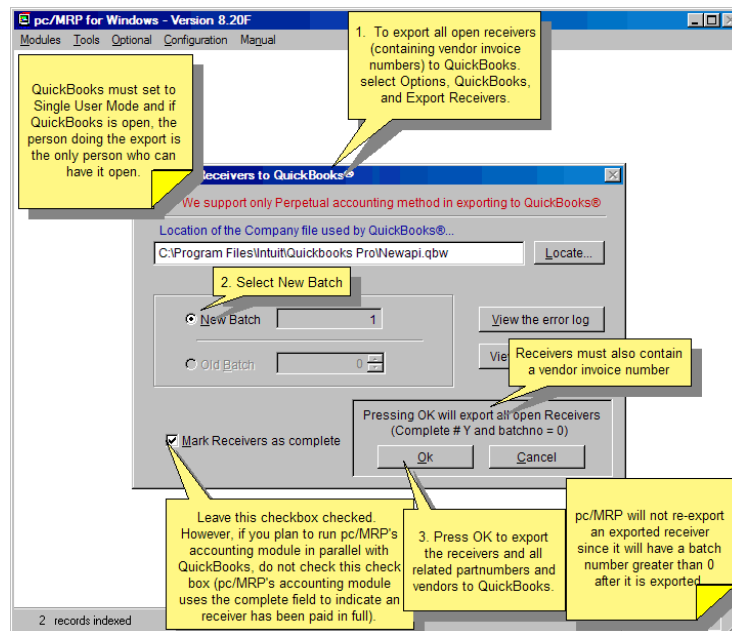 pc/MRP for Windows - Version 8.20F
Modules Tools Optional Configuration Manual
1. To export all open receivers
(containing vendor invoice
numbers) to QuickBooks.
select Options, QuickBooks,
and Export Receivers.
QuickBooks must set to
Single User Mode and if
QuickBooks is open, the
person doing the export is
the only person who can
have it open.
Receivers to QuickBooks®
We support only Perpetual accounting method in exporting to QuickBooks®
Location of the Company file used by QuickBooks®...
C:\Program Files\Intuit\Quickbooks Pro\Newapi.qbw
Locate...
2. Select New Batch
New Batch 1
View the error log
Old Batch 0
Receivers must also contain
a vendor invoice number
Pressing OK will export all open Receivers
(Complete # Y and batchno = 0)
Mark Receivers as complete
Ok Cancel
Leave this checkbox checked.
However, if you plan to run pc/MRP's
accounting module in parallel with
QuickBooks, do not check this check
box (pc/MRP's accounting module
uses the complete field to indicate an
receiver has been paid in full).
3. Press OK to export
the receivers and all
related partnumbers and
vendors to QuickBooks.
pc/MRP will not re-export
an exported receiver
since it will have a batch
number greater than 0
after it is exported
2 records indexed